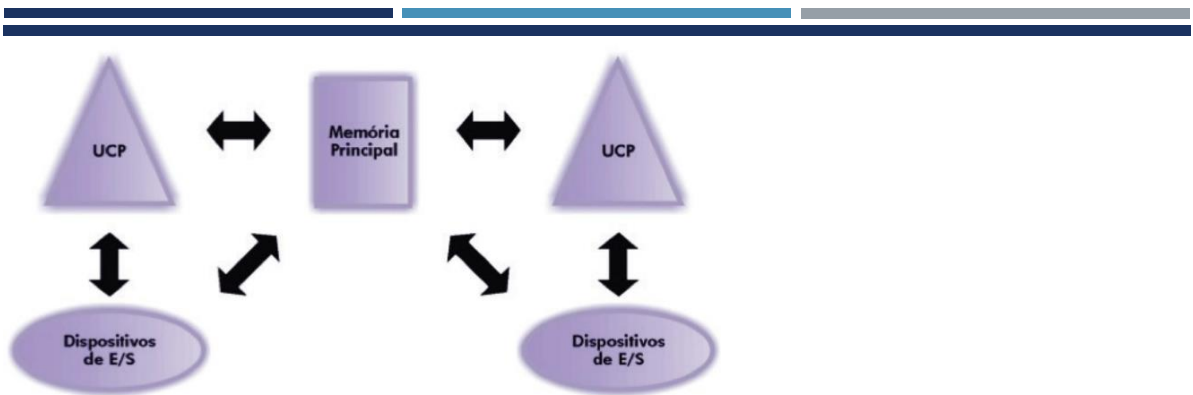 UCP
Memória
Principal
UCP
Dispositivos
de E/S
Dispositivos
de E/S